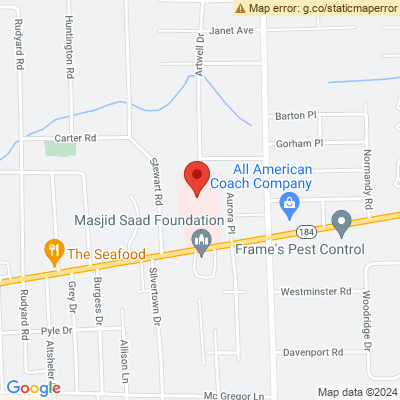 Map error: g.co/staticmaperror
Janet Ave
Rudyard Rd
Huntington Rd
Artwell Dr
Barton Pl
Carter Rd
Gorham Pl
Stewart Rd
Normandy Rd
All American
Coach Company
Aurora Pl
Masjid Saad Foundation
184
The Seafood
Frame's Pest Control
Silvertown Dr
Grey Dr
Burgess Dr
Westminster Rd
Woodridge Dr
Rudyard Rd
Pyle Dr
Altsheler
Allison Ln
Davenport Rd
Google
Mc Gregor Ln
Map data ©2024